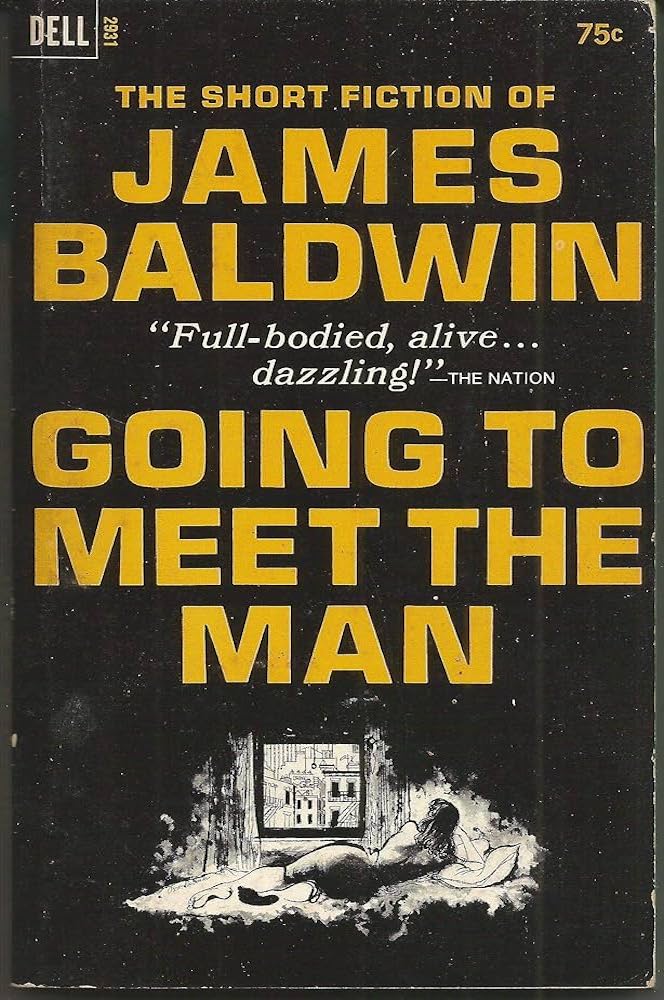 DELL
2931
75c
THE SHORT FICTION OF
JAMES
BALDWIN
“Full-bodied, alive...
dazzling!”—THE NATION
GOING TO
MEET THE
MAN